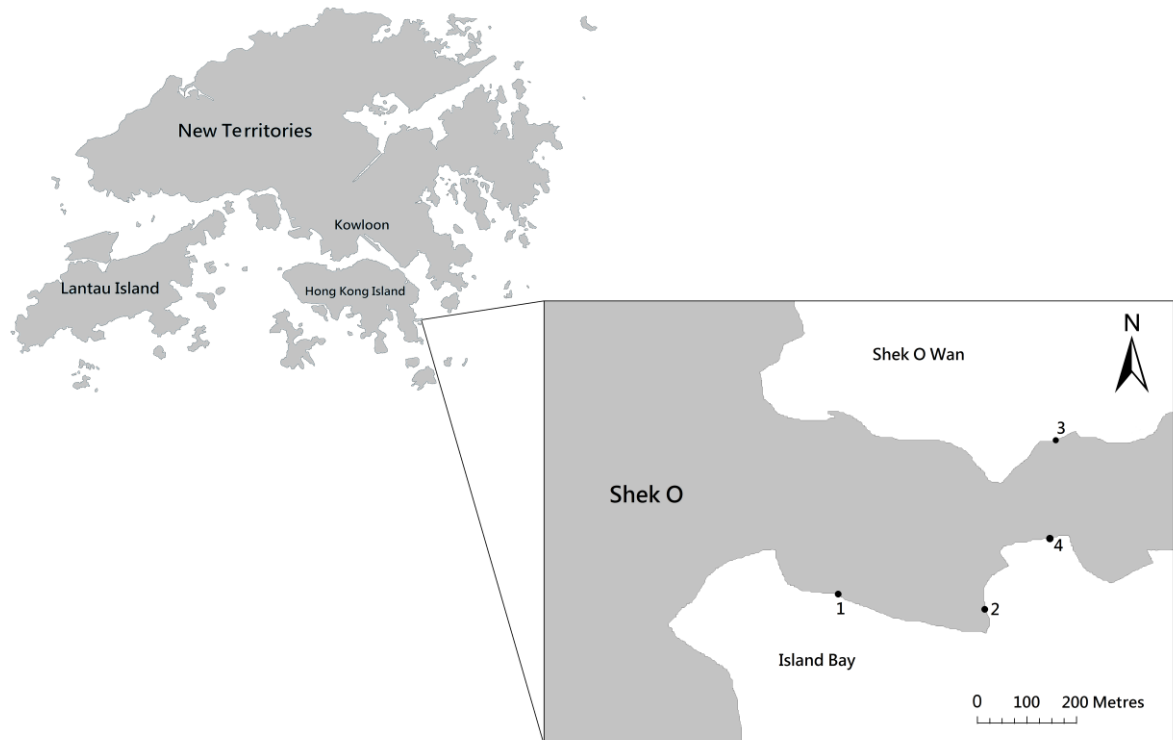 New Territories
Kowloon
Lantau Island
Hong Kong Island
N
Shek O Wan
3
Shek O
4
1
2
Island Bay
0 100 200 Metres